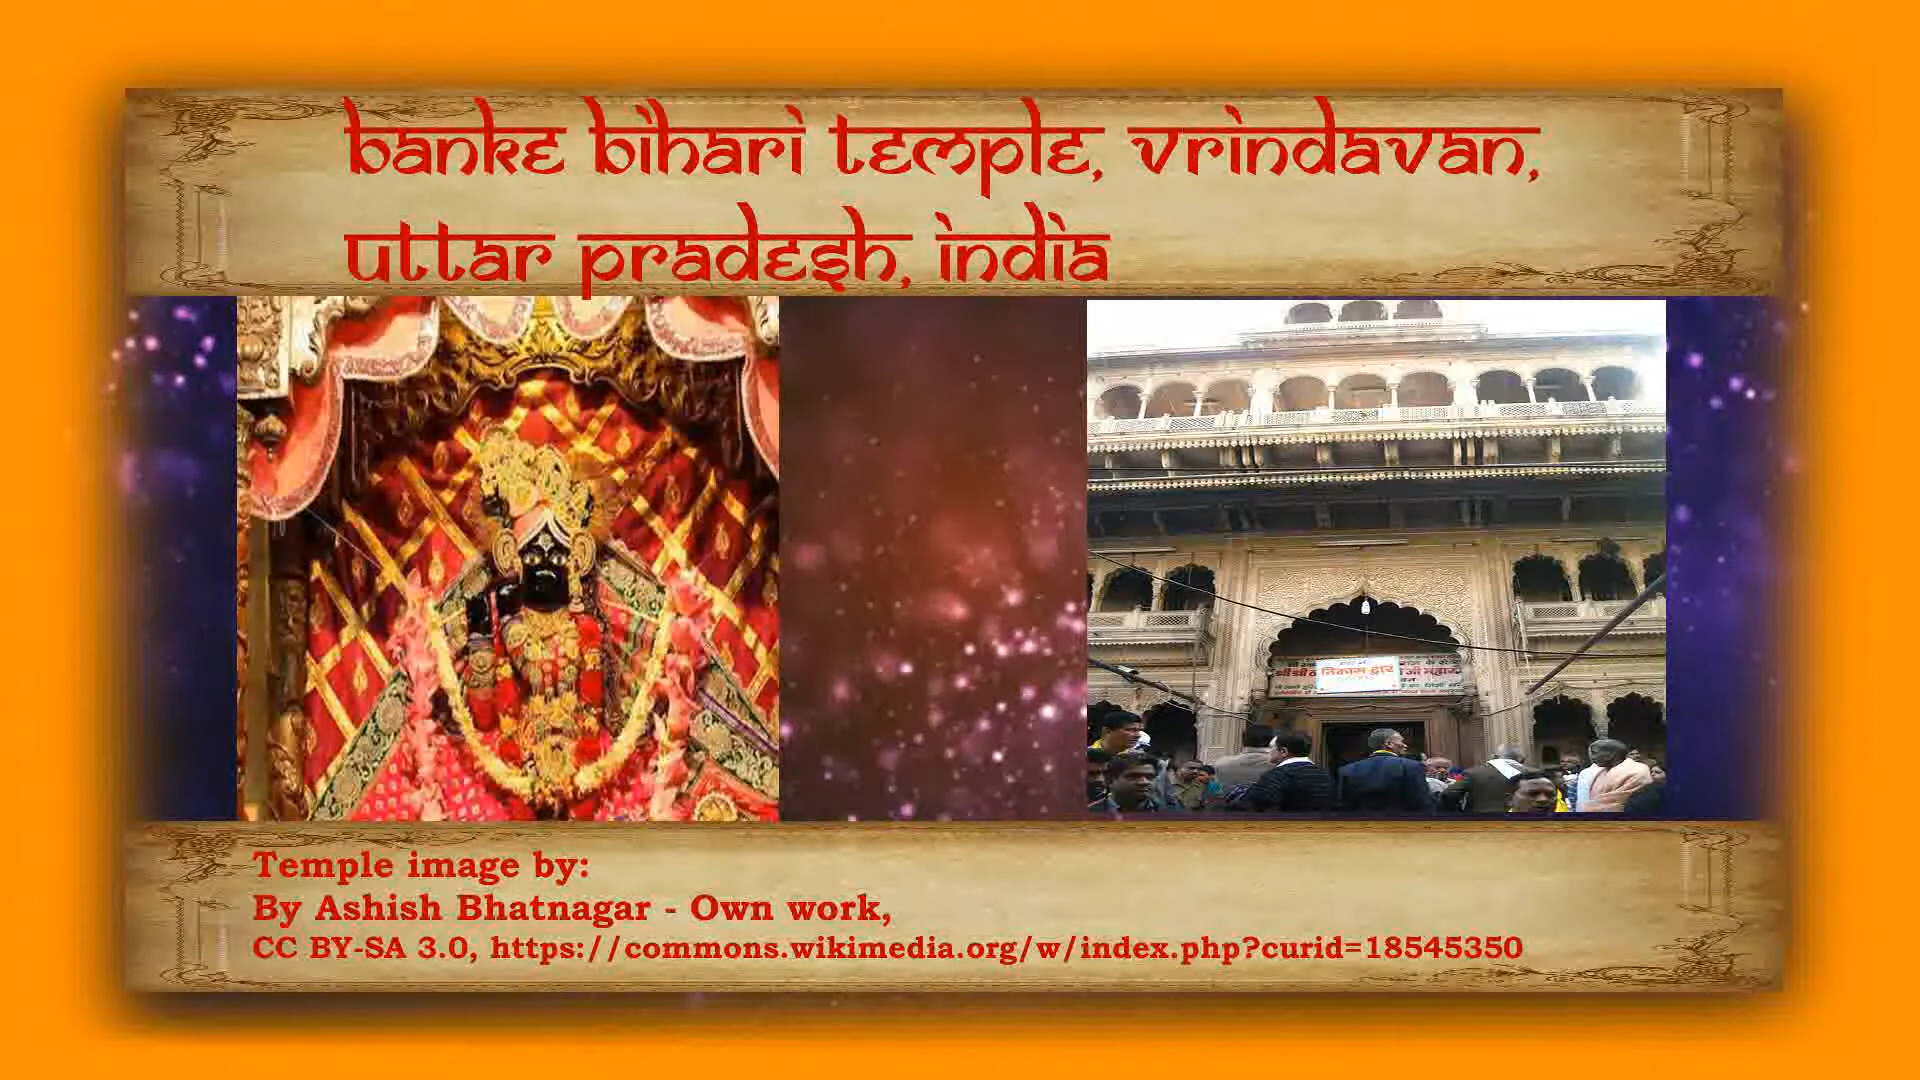 Banke Bihari Temple, Vrindavan,
Uttar Pradesh, India
निकास द्वार
Temple image by:
By Ashish Bhatnagar - Own work,
CC BY-SA 3.0, https://commons.wikimedia.org/w/index.php?curid=18545350